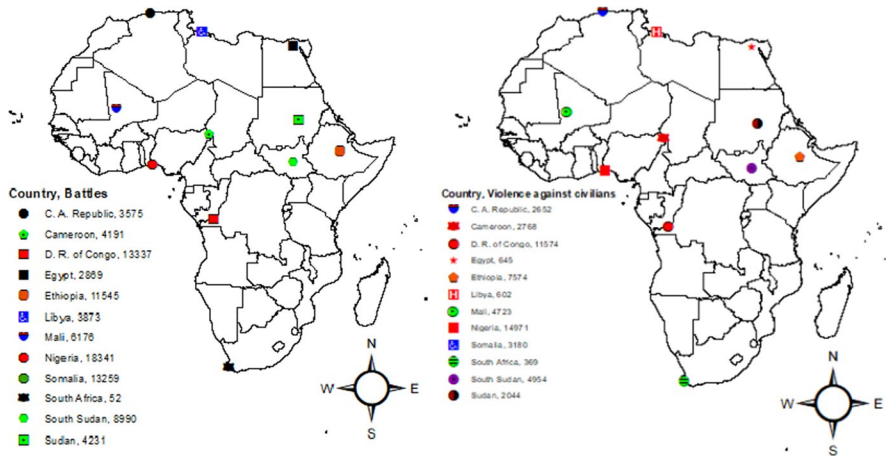 Country, Battles
C. A. Republic, 3575
Cameroon, 4191
D. R. of Congo, 13337
Egypt, 2869
Ethiopia, 11545
Libya, 3873
Mali, 6176
Nigeria, 18341
Somnalia, 13259
South Africa, 52
South Sudan, 8990
Sudan, 4231
N
W
E
S
Country, Violence against civilians
C. A. Republic, 2652
Cameroon, 2768
D. R. of Congo, 11574
Egypt, 645
Ethiopia, 7574
Libya, 602
Mali, 4723
Nigeria, 14971
Somalia, 3180
South Africa, 369
South Sudan, 4954
Sudan, 2044
N
W
E
S